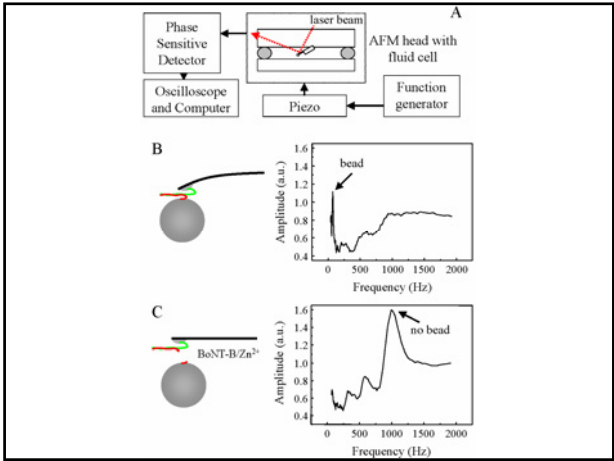 A
Phase
Sensitive
Detector
laser beam
AFM head with
fluid cell
Oscilloscope
and Computer
Piezo
Function
generator
B
bead
Amplitude (a.u.)
1.6
1.4
1.2
1.0
0.8
0.6
0.4
0 500 1000 1500 2000
Frequency (Hz)
C
BoNT-B/Zn²⁺
no bead
Amplitude (a.u.)
1.6
1.4
1.2
1.0
0.8
0.6
0.4
0 500 1000 1500 2000
Frequency (Hz)